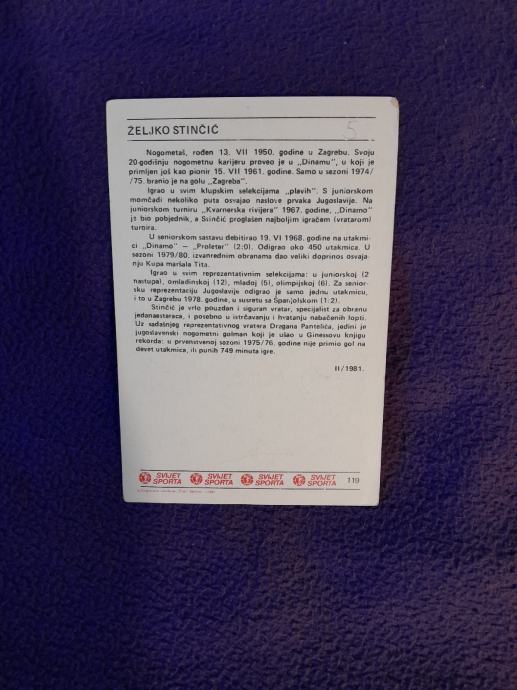 ŽELJKO STINČIĆ
5
Nogometaš, rođen 13. VII 1950. godine u Zagrebu. Svoju
20-godišnju nogometnu karijeru proveo je u „Dinamu", u koji je
primljen još kao pionir 15. VII 1961. godine. Samo u sezoni 1974/
/75. branio je na golu „Zagreba".
Igrao u svim klupskim selekcijama „plavih". S juniorskom
momčadi nekoliko puta osvajao naslove prvaka Jugoslavije. Na
juniorskom turniru „Kvarnerska rivijera" 1967. godine, „Dinamo"
je bio pobjednik, a Stinčić proglašen najboljim igračem (vratarom)
turnira.
U seniorskom sastavu debitirao 19. VI 1968. godine na utakmi-
ci „Dinamo" — „Proleter" (2:0). Odigrao oko 450 utakmica. U
sezoni 1979/80. izvanrednim obranama dao veliki doprinos osvaja-
nju Kupa maršala Tita.
Igrao u svim reprezentativnim selekcijama: u juniorskoj (2
nastupa), omladinskoj (12), mladoj (5), olimpijskoj (6). Za senior-
sku reprezentaciju Jugoslavije odigrao je samo jednu utakmicu,
i to u Zagrebu 1978. godine, u susretu sa Španjolskom (1:2).
Stinčić je vrlo pouzdan i siguran vratar, specijalist za obranu
jedanaesteraca, i posebno u istrčavanju i hvatanju nabačenih lopti.
Uz sadašnjeg reprezentativnog vratara Dragana Pantelića, jedini je
jugoslavenski nogometni golman koji je ušao u Ginessovu knjigu
rekorda: u prvenstvenoj sezoni 1975/76. godine nije primio gol na
devet utakmica, ili punih 749 minuta igre.
II/1981.
SVIJET SPORTA SVIJET SPORTA SVIJET SPORTA SVIJET SPORTA 119